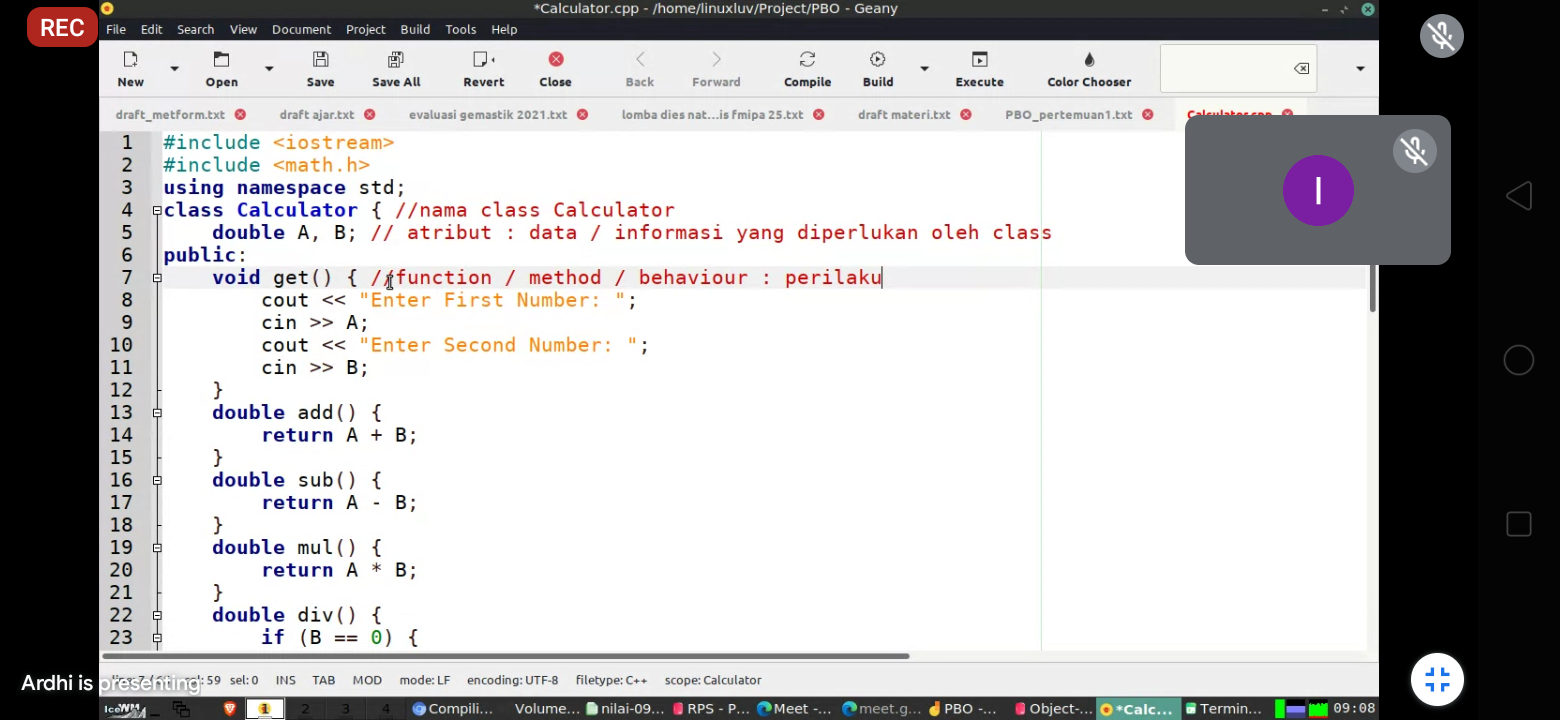 *Calculator.cpp - /home/linuxluv/Project/PBO - Geany
REC
File Edit Search View Document Project Build Tools Help
New Open Save Save All Revert Close Back Forward Compile Build Execute Color Chooser
draft_metform.txt draft ajar.txt evaluasi gemastik 2021.txt lomba dies nat...is fmipa 25.txt draft materi.txt PBO_pertemuan1.txt Calculator.cpp
1 #include <iostream>
2 #include <math.h>
3 using namespace std;
4 class Calculator { //nama class Calculator
5 double A, B; // atribut : data / informasi yang diperlukan oleh class
6 public:
7 void get() { //function / method / behaviour : perilaku
8 cout << "Enter First Number: ";
9 cin >> A;
10 cout << "Enter Second Number: ";
11 cin >> B;
12 }
13 double add() {
14 return A + B;
15 }
16 double sub() {
17 return A - B;
18 }
19 double mul() {
20 return A * B;
21 }
22 double div() {
23 if (B == 0) {
I
Ardhi is presenting
:59 sel:0 INS TAB MOD mode: LF encoding: UTF-8 filetype: C++ scope: Calculator
IceWM 1 2 3 4 Compili... Volume... nilai-09... RPS - P... Meet -... meet.g... PBO -... Object-... *Calc... Termin... 09:08